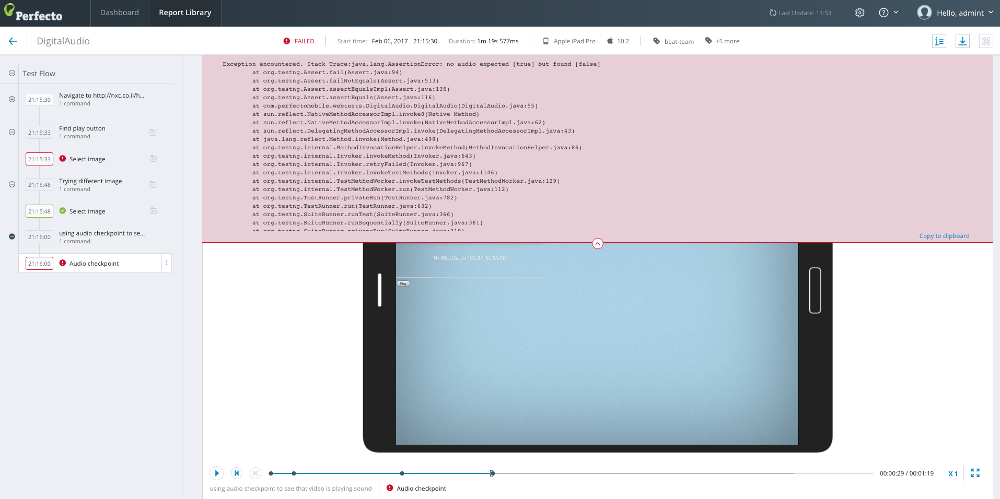 Perfecto
Dashboard
Report Library
Last Update: 11:53
?
Hello, admint
DigitalAudio
FAILED
Start time: Feb 06, 2017 21:15:30
Duration: 1m 19s 577ms
Apple iPad Pro
10.2
beat-team
+5 more
Test Flow
21:15:30
Navigate to http://nxc.co.il/h...
1 command
21:15:33
Find play button
1 command
21:15:33
Select image
21:15:48
Trying different image
1 command
21:15:48
Select image
21:16:00
using audio checkpoint to se...
1 command
21:16:00
Audio checkpoint
Exception encountered. Stack Trace:java.lang.AssertionError: no audio expected [true] but found [false]
at org.testng.Assert.fail(Assert.java:94)
at org.testng.Assert.failNotEquals(Assert.java:513)
at org.testng.Assert.assertEqualsImpl(Assert.java:135)
at org.testng.Assert.assertEquals(Assert.java:116)
at com.perfectomobile.webtests.DigitalAudio.DigitalAudio(DigitalAudio.java:55)
at sun.reflect.NativeMethodAccessorImpl.invoke0(Native Method)
at sun.reflect.NativeMethodAccessorImpl.invoke(NativeMethodAccessorImpl.java:62)
at sun.reflect.DelegatingMethodAccessorImpl.invoke(DelegatingMethodAccessorImpl.java:43)
at java.lang.reflect.Method.invoke(Method.java:498)
at org.testng.internal.MethodInvocationHelper.invokeMethod(MethodInvocationHelper.java:86)
at org.testng.internal.Invoker.invokeMethod(Invoker.java:643)
at org.testng.internal.Invoker.retryFailed(Invoker.java:967)
at org.testng.internal.Invoker.invokeTestMethods(Invoker.java:1146)
at org.testng.internal.TestMethodWorker.invokeTestMethods(TestMethodWorker.java:129)
at org.testng.internal.TestMethodWorker.run(TestMethodWorker.java:112)
at org.testng.TestRunner.privateRun(TestRunner.java:782)
at org.testng.TestRunner.run(TestRunner.java:632)
at org.testng.SuiteRunner.runTest(SuiteRunner.java:366)
at org.testng.SuiteRunner.runSequentially(SuiteRunner.java:361)
at org.testng.SuiteRunner.privateRun(SuiteRunner.java:319)
Copy to clipboard
Six (Blue Ducks) / CC BY-NC-SA 3.0
Play
00:00:29 / 00:01:19
X 1
using audio checkpoint to see that video is playing sound
Audio checkpoint